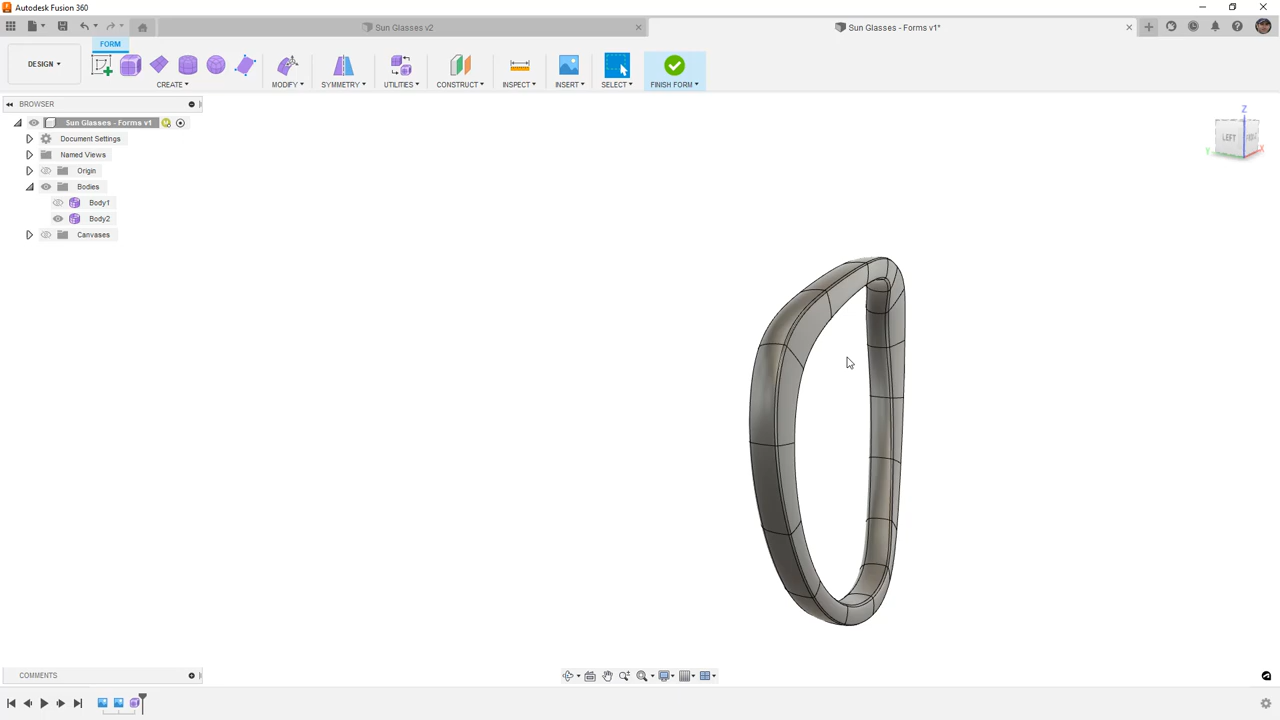 Autodesk Fusion 360
Sun Glasses v2
Sun Glasses - Forms v1*
FORM
DESIGN
CREATE
MODIFY
SYMMETRY
UTILITIES
CONSTRUCT
INSPECT
INSERT
SELECT
FINISH FORM
BROWSER
Sun Glasses - Forms v1
Document Settings
Named Views
Origin
Bodies
Body1
Body2
Canvases
Z
LEFT
Y
X
COMMENTS